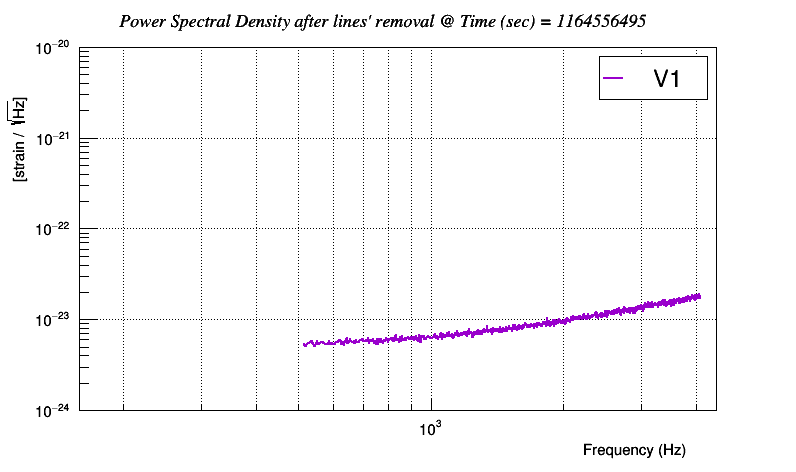 Power Spectral Density after lines' removal @ Time (sec) = 1164556495
[strain / √Hz]
10⁻²⁰
V1
10⁻²¹
10⁻²²
10⁻²³
10⁻²⁴
10³
Frequency (Hz)